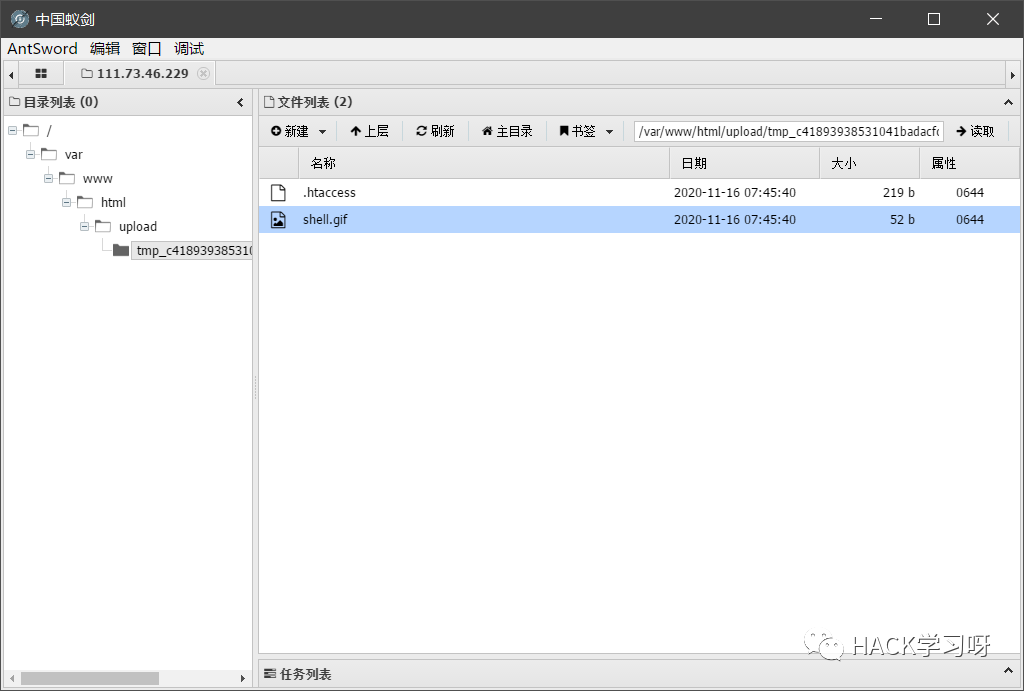 中国蚁剑
AntSword 编辑 窗口 调试
111.73.46.229
目录列表 (0)
/
var
www
html
upload
tmp_c41893938531
文件列表 (2)
新建 上层 刷新 主目录 书签 /var/www/html/upload/tmp_c41893938531041badacf 读取
名称 日期 大小 属性
.htaccess 2020-11-16 07:45:40 219 b 0644
shell.gif 2020-11-16 07:45:40 52 b 0644
任务列表
HACK学习呀